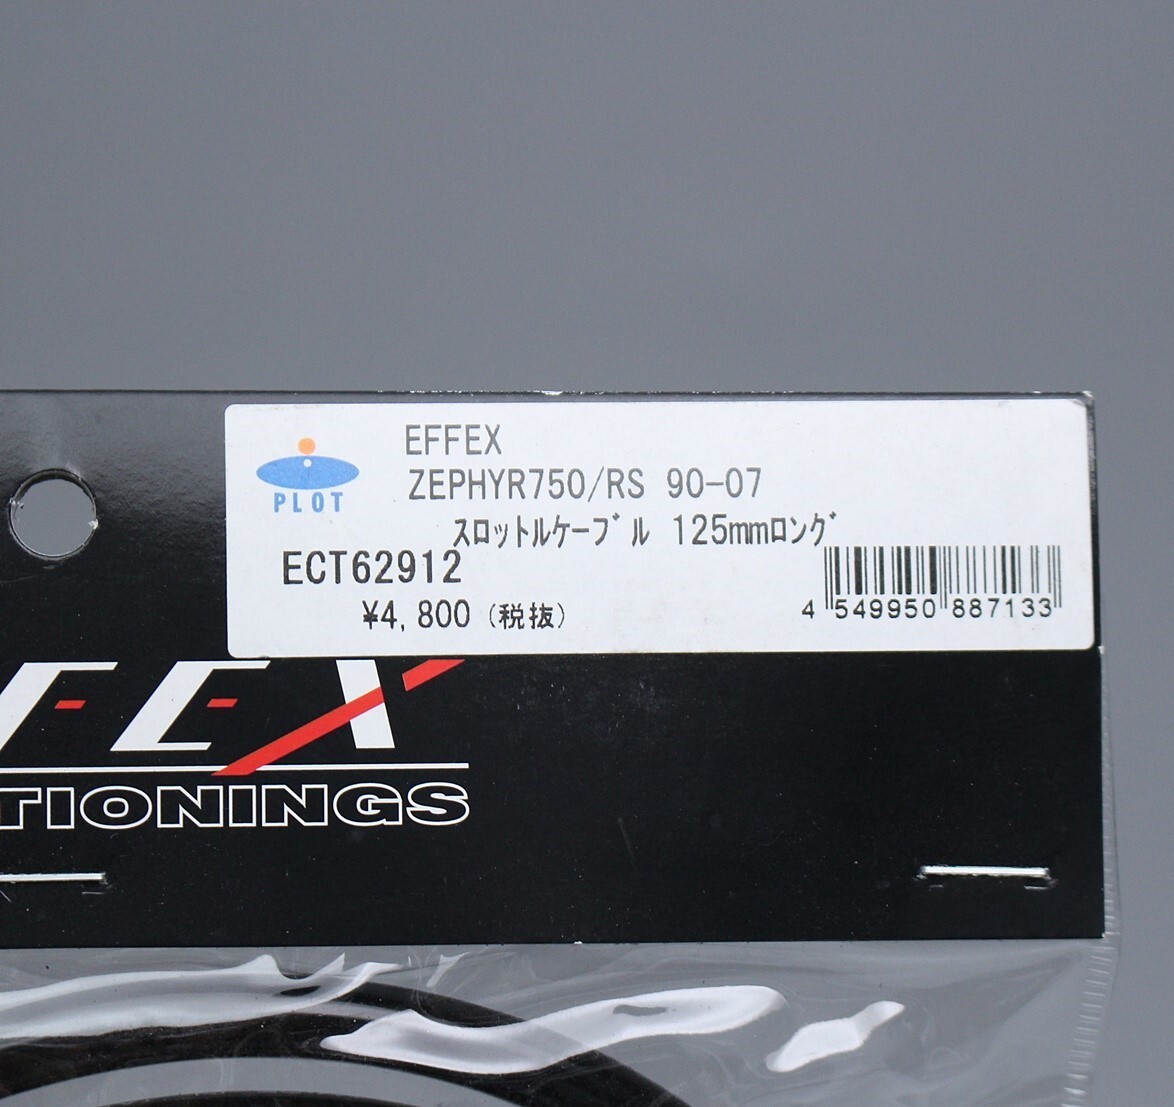 EFFEX
ZEPHYR750/RS 90-07
PLOT
スロットルケーブル 125mmロング
ECT62912
¥4,800 (税抜)
4 549950 887133
FEX
TIONINGS